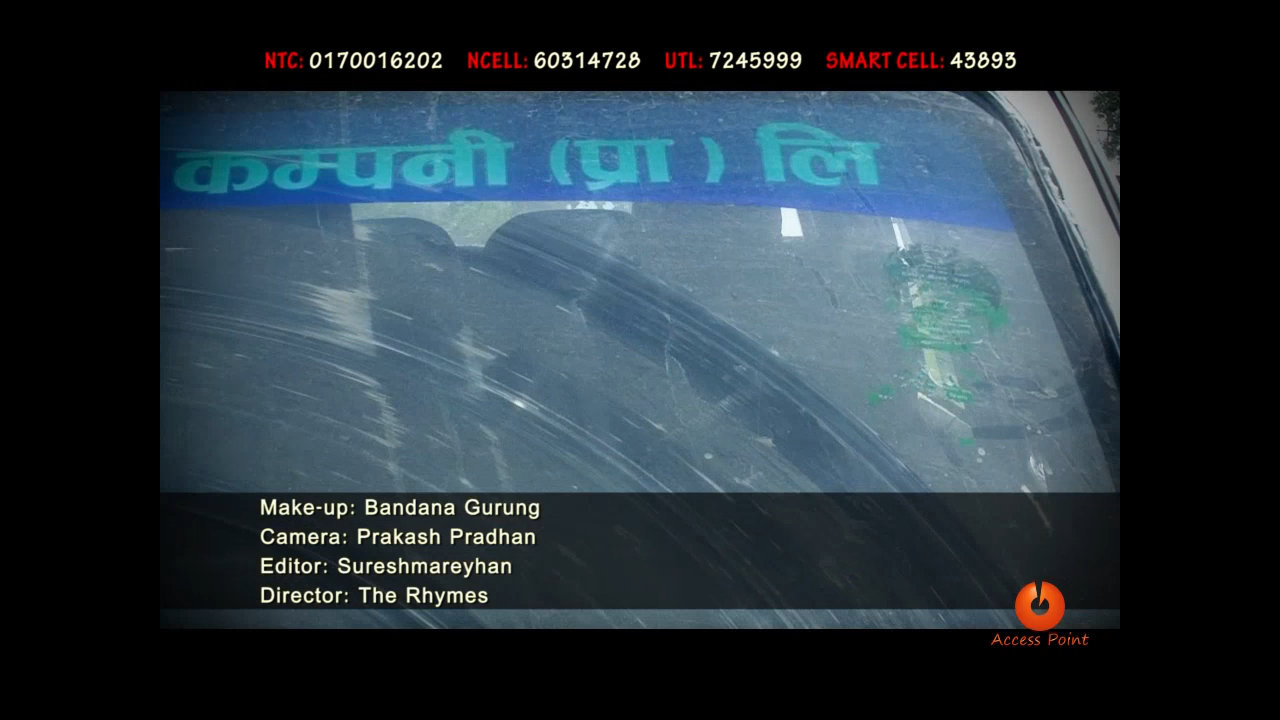 NTC: 0170016202 NCELL: 60314728 UTL: 7245999 SMART CELL: 43893
कम्पनी (प्रा) लि
Make-up: Bandana Gurung
Camera: Prakash Pradhan
Editor: Sureshmareyhan
Director: The Rhymes
Access Point